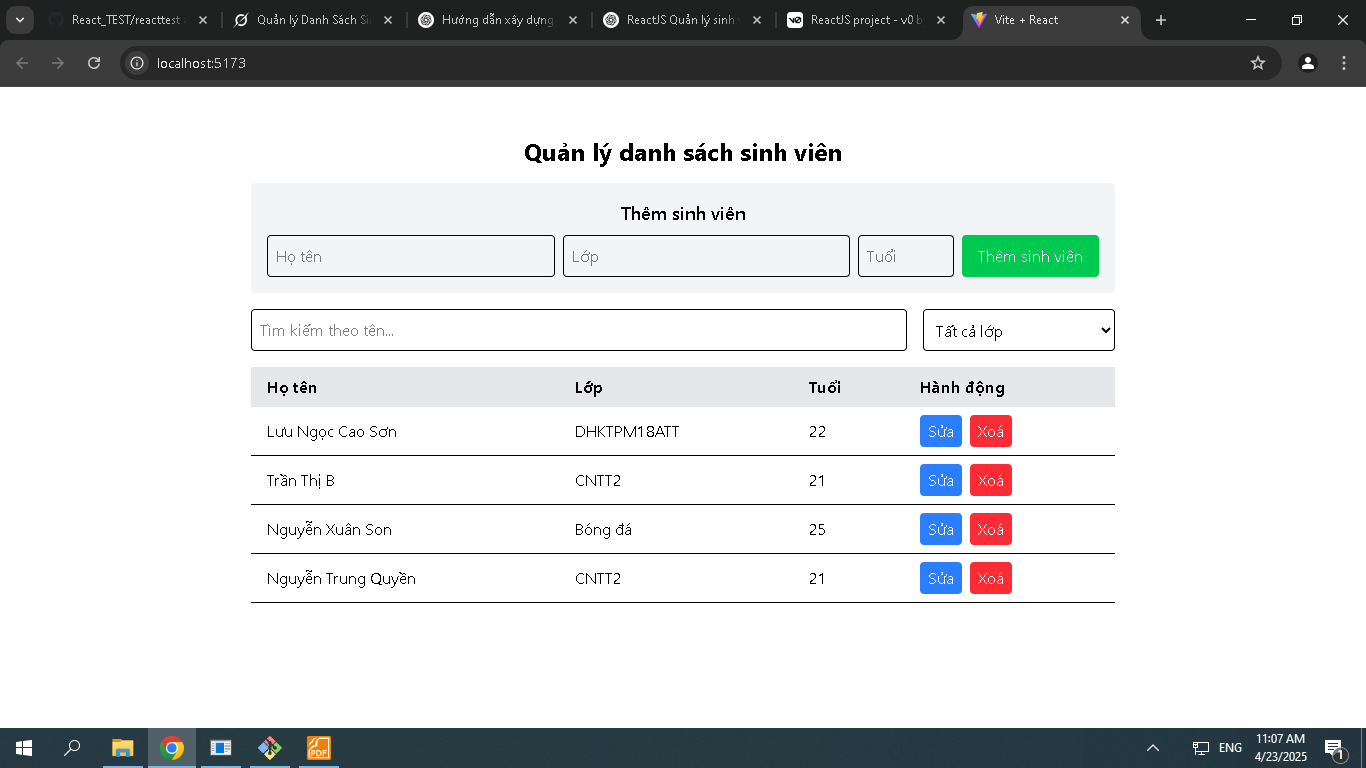 React_TEST/reacttest
Quản lý Danh Sách
Hướng dẫn xây dựng
ReactJS Quản lý sinh
ReactJS project - v0
Vite + React
localhost:5173
Quản lý danh sách sinh viên
Thêm sinh viên
Họ tên Lớp Tuổi Thêm sinh viên
Tìm kiếm theo tên... Tất cả lớp
Họ tên Lớp Tuổi Hành động
Lưu Ngọc Cao Sơn DHKTPM18ATT 22 Sửa Xoá
Trần Thị B CNTT2 21 Sửa Xoá
Nguyễn Xuân Son Bóng đá 25 Sửa Xoá
Nguyễn Trung Quyền CNTT2 21 Sửa Xoá
PDF
ENG
11:07 AM
4/23/2025
1